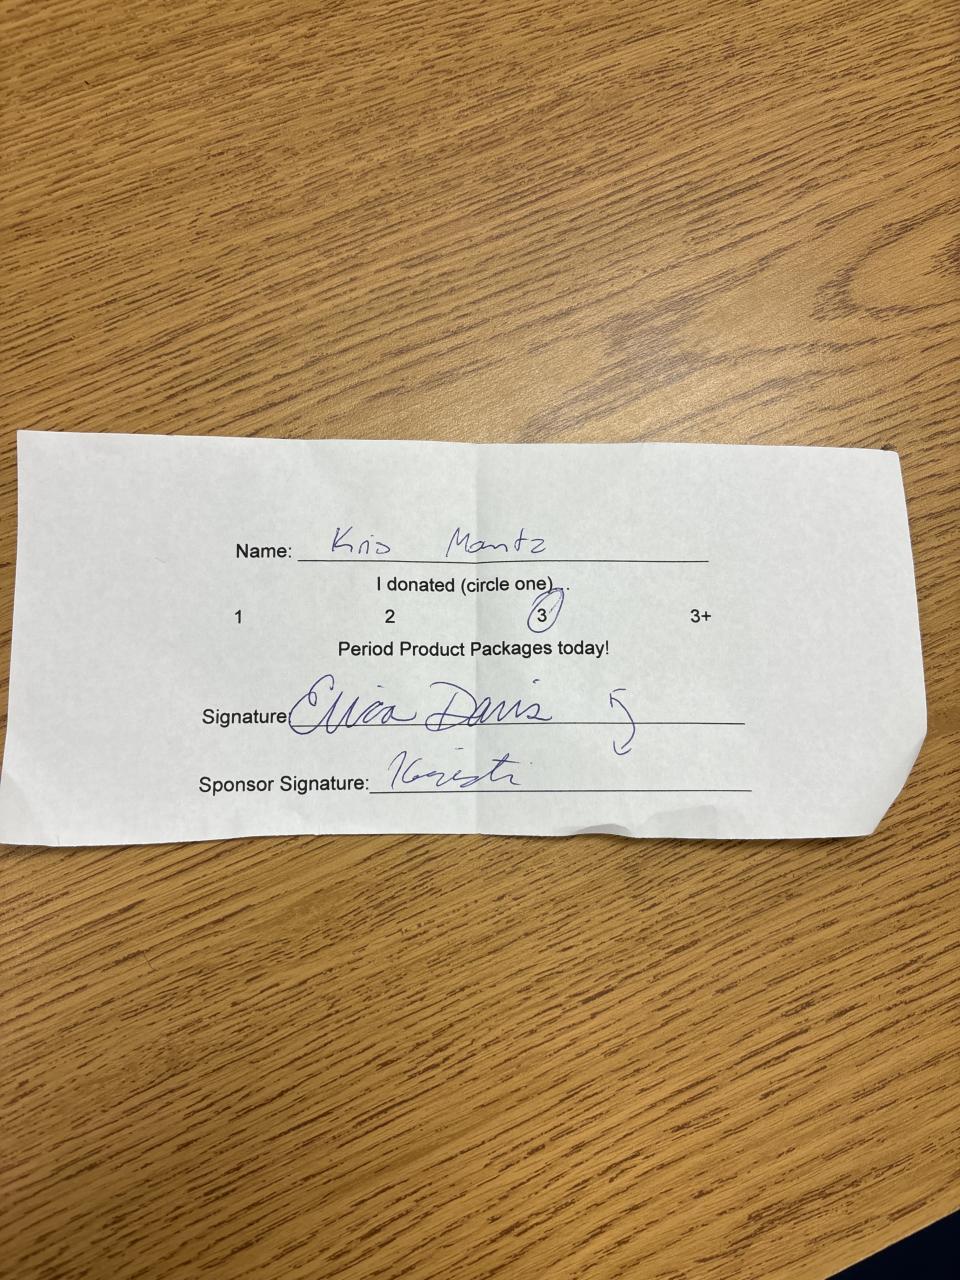 Name: Kris Mantz
I donated (circle one)...
1 2 3 3+
Period Product Packages today!
Signature Erica Davis
Sponsor Signature: